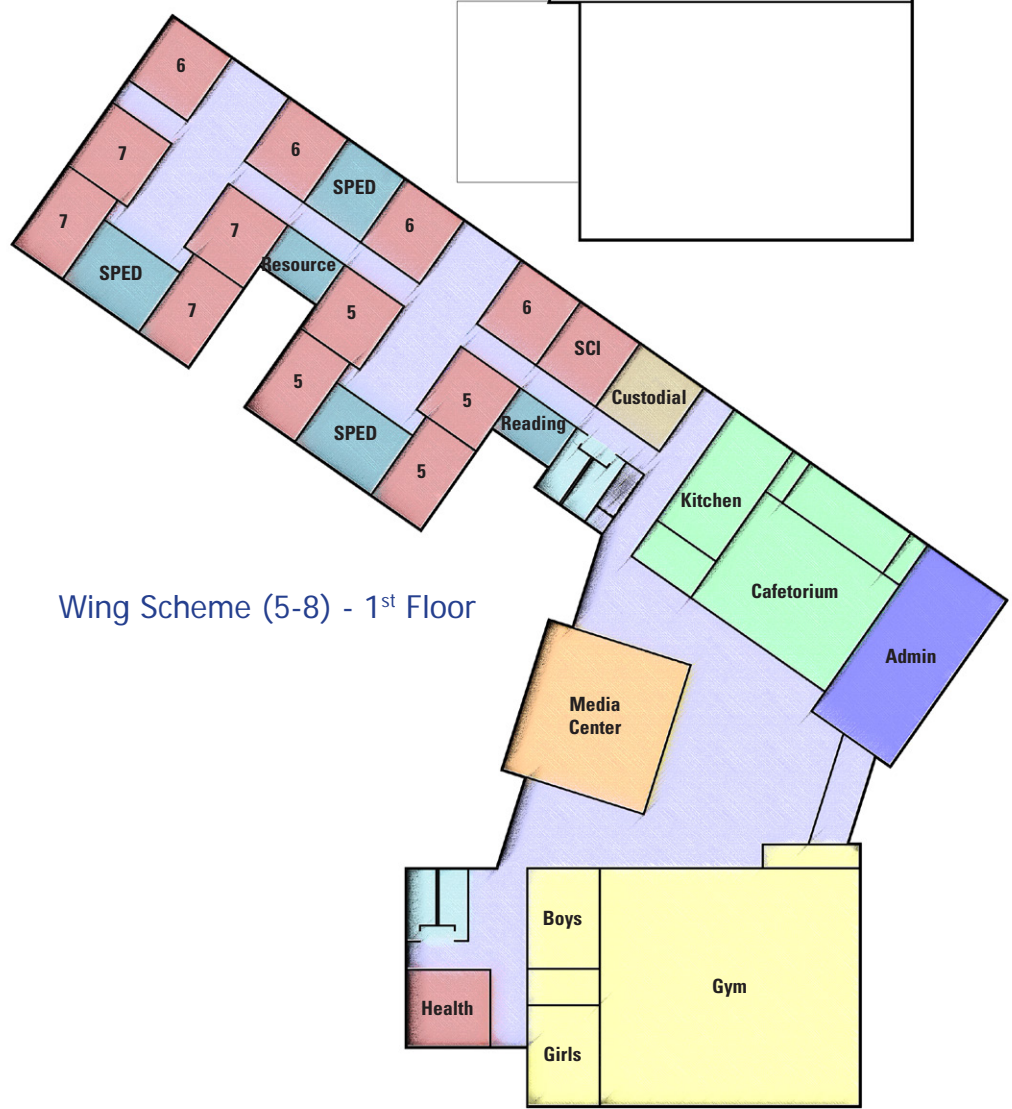 6
7
6
7
SPED
7
6
SPED
Resource
7
6
5
SCI
5
Custodial
5
Reading
SPED
5
Kitchen
Cafetorium
Wing Scheme (5-8) - 1st Floor
Admin
Media
Center
Boys
Gym
Health
Girls